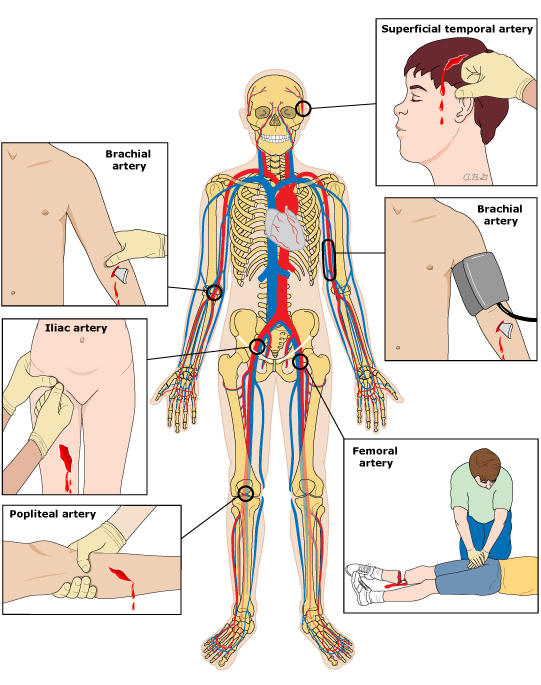 Superficial temporal artery
Brachial
artery
Brachial
artery
Iliac artery
Femoral
artery
Popliteal artery